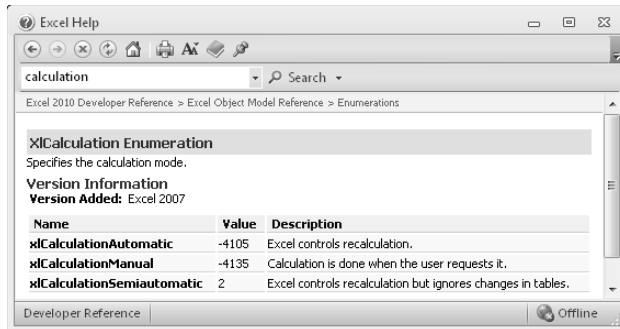 Excel Help
calculation Search
Excel 2010 Developer Reference > Excel Object Model Reference > Enumerations
XlCalculation Enumeration
Specifies the calculation mode.
Version Information
Version Added: Excel 2007
Name Value Description
xlCalculationAutomatic -4105 Excel controls recalculation.
xlCalculationManual -4135 Calculation is done when the user requests it.
xlCalculationSemiautomatic 2 Excel controls recalculation but ignores changes in tables.
Developer Reference Offline